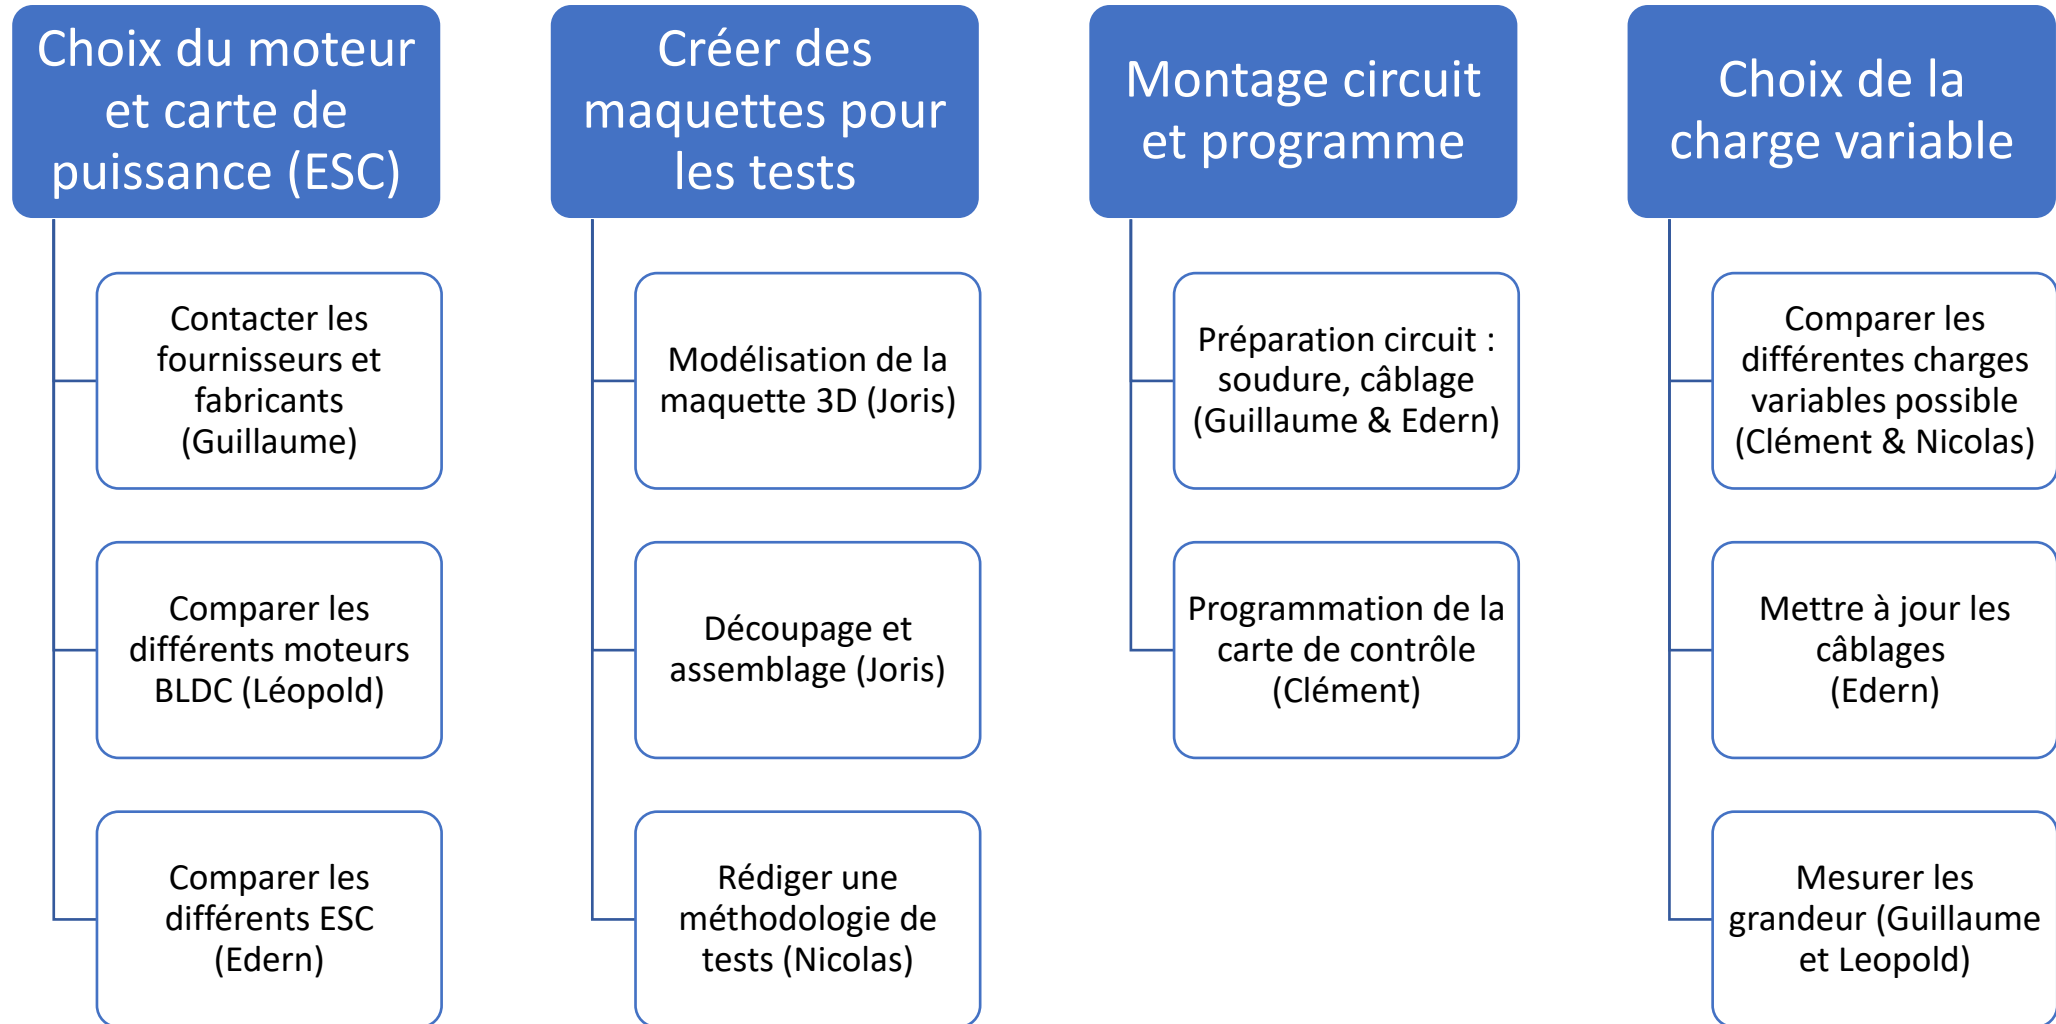 Choix du moteur
et carte de
puissance (ESC)
Contacter les
fournisseurs et
fabricants
(Guillaume)
Comparer les
différents moteurs
BLDC (Léopold)
Comparer les
différents ESC
(Edern)
Créer des
maquettes pour
les tests
Modélisation de la
maquette 3D (Joris)
Découpage et
assemblage (Joris)
Rédiger une
méthodologie de
tests (Nicolas)
Montage circuit
et programme
Préparation circuit :
soudure, câblage
(Guillaume & Edern)
Programmation de la
carte de contrôle
(Clément)
Choix de la
charge variable
Comparer les
différentes charges
variables possible
(Clément & Nicolas)
Mettre à jour les
câblages
(Edern)
Mesurer les
grandeur (Guillaume
et Leopold)